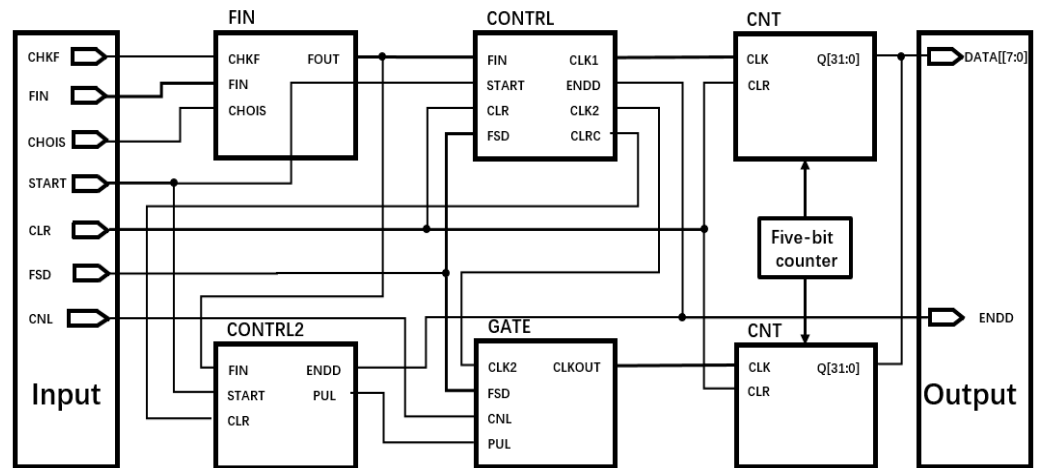 FIN
CONTRL
CNT
CHKF
FIN
CHOIS
START
CLR
FSD
CNL
Input
CHKF
FIN
CHOIS
FOUT
FIN
START
CLR
FSD
CLK1
ENDD
CLK2
CLRC
CLK
CLR
Q[31:0]
DATA[[7:0]
Five-bit
counter
ENDD
Output
CONTRL2
FIN
START
CLR
ENDD
PUL
GATE
CLK2
FSD
CNL
PUL
CLKOUT
CNT
CLK
CLR
Q[31:0]